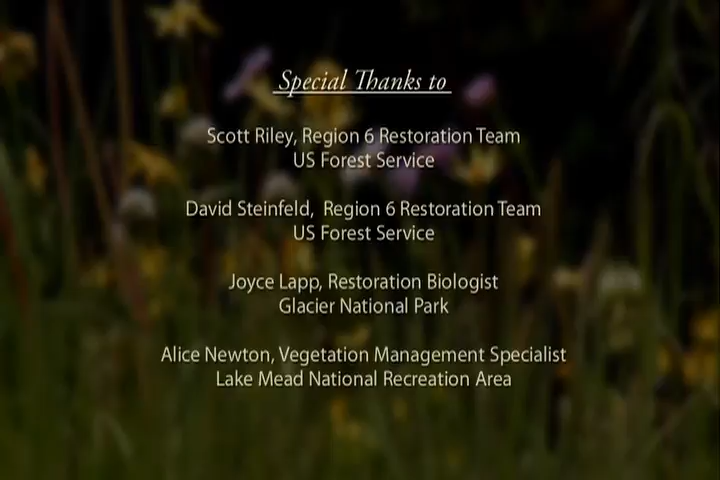 Special Thanks to
Scott Riley, Region 6 Restoration Team
US Forest Service
David Steinfeld,  Region 6 Restoration Team
US Forest Service
Joyce Lapp, Restoration Biologist
Glacier National Park
Alice Newton, Vegetation Management Specialist
Lake Mead National Recreation Area